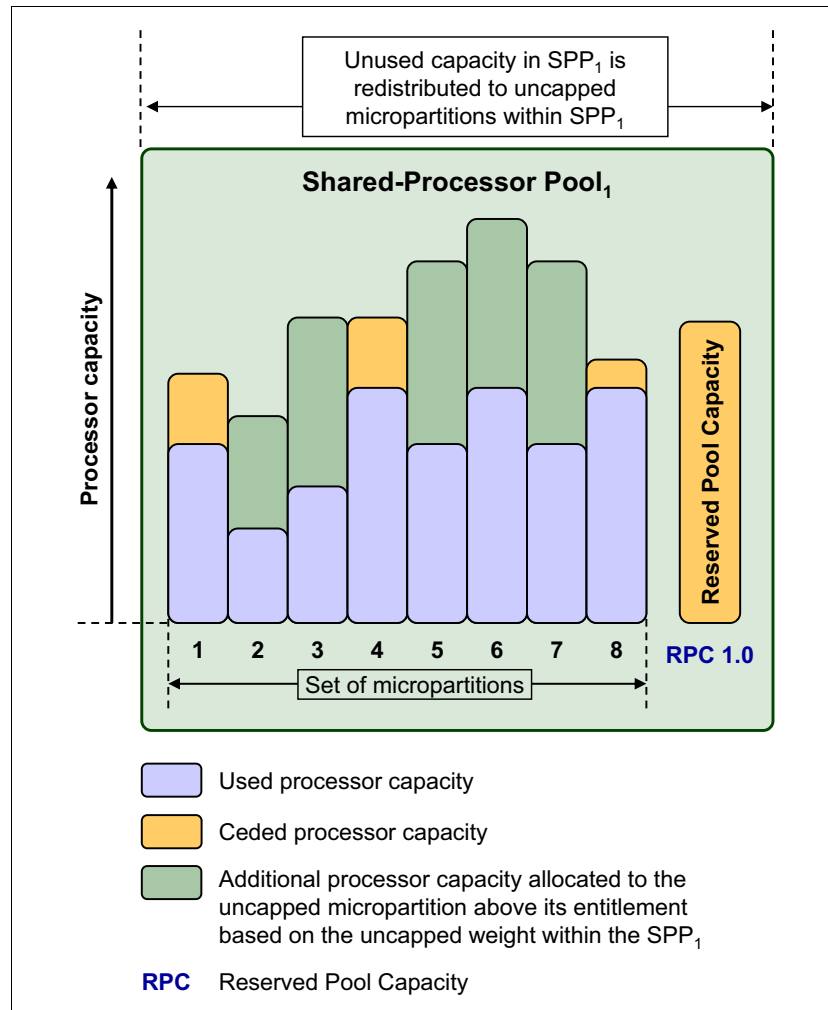 Unused capacity in SPP1 is
redistributed to uncapped
micropartitions within SPP1
Shared-Processor Pool1
Processor capacity
Reserved Pool Capacity
1 2 3 4 5 6 7 8
RPC 1.0
Set of micropartitions
Used processor capacity
Ceded processor capacity
Additional processor capacity allocated to the
uncapped micropartition above its entitlement
based on the uncapped weight within the SPP1
RPC Reserved Pool Capacity